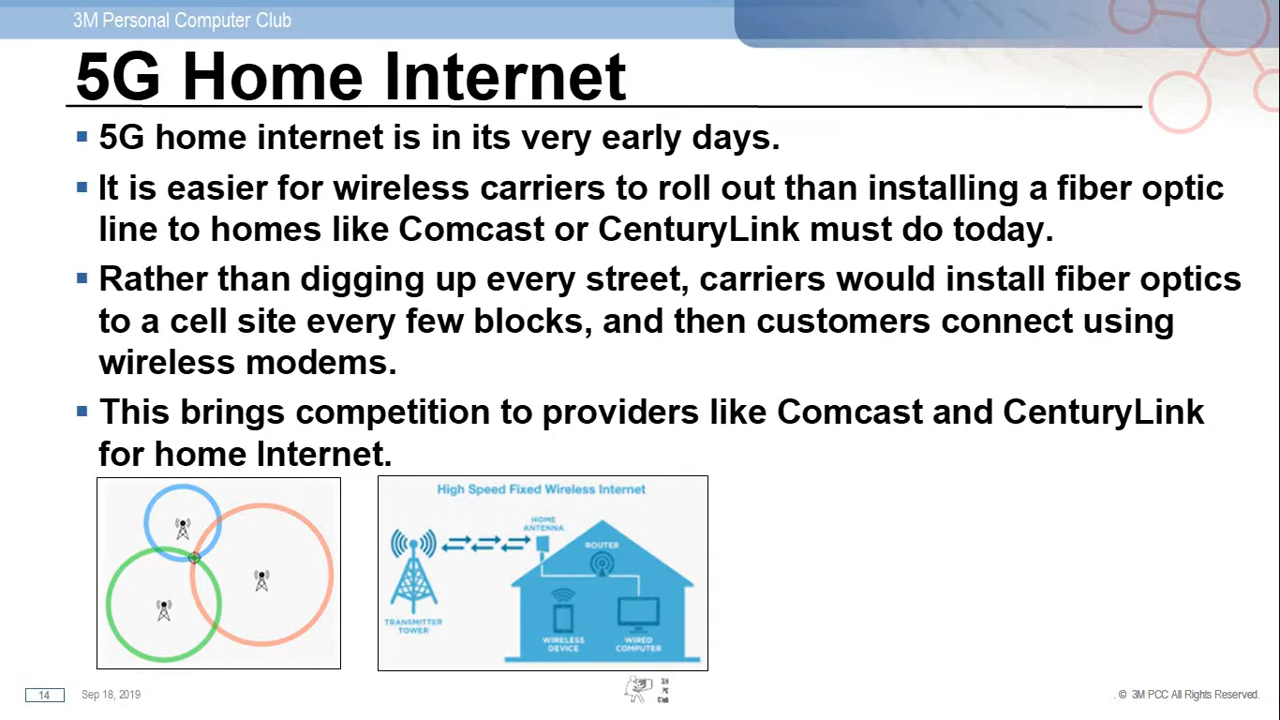 3M Personal Computer Club
5G Home Internet
▪ 5G home internet is in its very early days.
▪ It is easier for wireless carriers to roll out than installing a fiber optic
line to homes like Comcast or CenturyLink must do today.
▪ Rather than digging up every street, carriers would install fiber optics
to a cell site every few blocks, and then customers connect using
wireless modems.
▪ This brings competition to providers like Comcast and CenturyLink
for home Internet.
High Speed Fixed Wireless Internet
HOME
ANTENNA
ROUTER
TRANSMITTER
TOWER
WIRELESS
DEVICE
WIRED
COMPUTER
14
Sep 18, 2019
3M
PC
Club
. © 3M PCC All Rights Reserved.